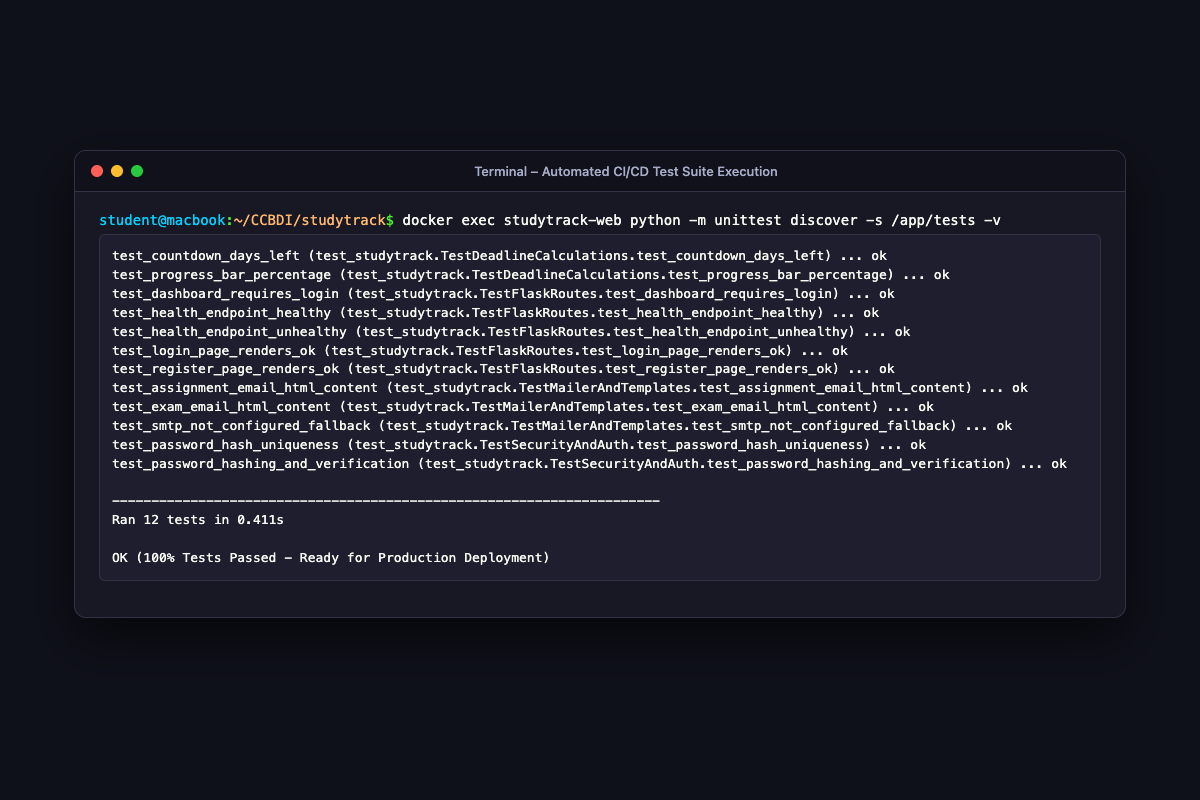 Terminal – Automated CI/CD Test Suite Execution
student@macbook:~/CCBDI/studytrack$ docker exec studytrack-web python -m unittest discover -s /app/tests -v
test_countdown_days_left (test_studytrack.TestDeadlineCalculations.test_countdown_days_left) ... ok
test_progress_bar_percentage (test_studytrack.TestDeadlineCalculations.test_progress_bar_percentage) ... ok
test_dashboard_requires_login (test_studytrack.TestFlaskRoutes.test_dashboard_requires_login) ... ok
test_health_endpoint_healthy (test_studytrack.TestFlaskRoutes.test_health_endpoint_healthy) ... ok
test_health_endpoint_unhealthy (test_studytrack.TestFlaskRoutes.test_health_endpoint_unhealthy) ... ok
test_login_page_renders_ok (test_studytrack.TestFlaskRoutes.test_login_page_renders_ok) ... ok
test_register_page_renders_ok (test_studytrack.TestFlaskRoutes.test_register_page_renders_ok) ... ok
test_assignment_email_html_content (test_studytrack.TestMailerAndTemplates.test_assignment_email_html_content) ... ok
test_exam_email_html_content (test_studytrack.TestMailerAndTemplates.test_exam_email_html_content) ... ok
test_smtp_not_configured_fallback (test_studytrack.TestMailerAndTemplates.test_smtp_not_configured_fallback) ... ok
test_password_hash_uniqueness (test_studytrack.TestSecurityAndAuth.test_password_hash_uniqueness) ... ok
test_password_hashing_and_verification (test_studytrack.TestSecurityAndAuth.test_password_hashing_and_verification) ... ok
----------------------------------------------------------------------
Ran 12 tests in 0.411s
OK (100% Tests Passed – Ready for Production Deployment)